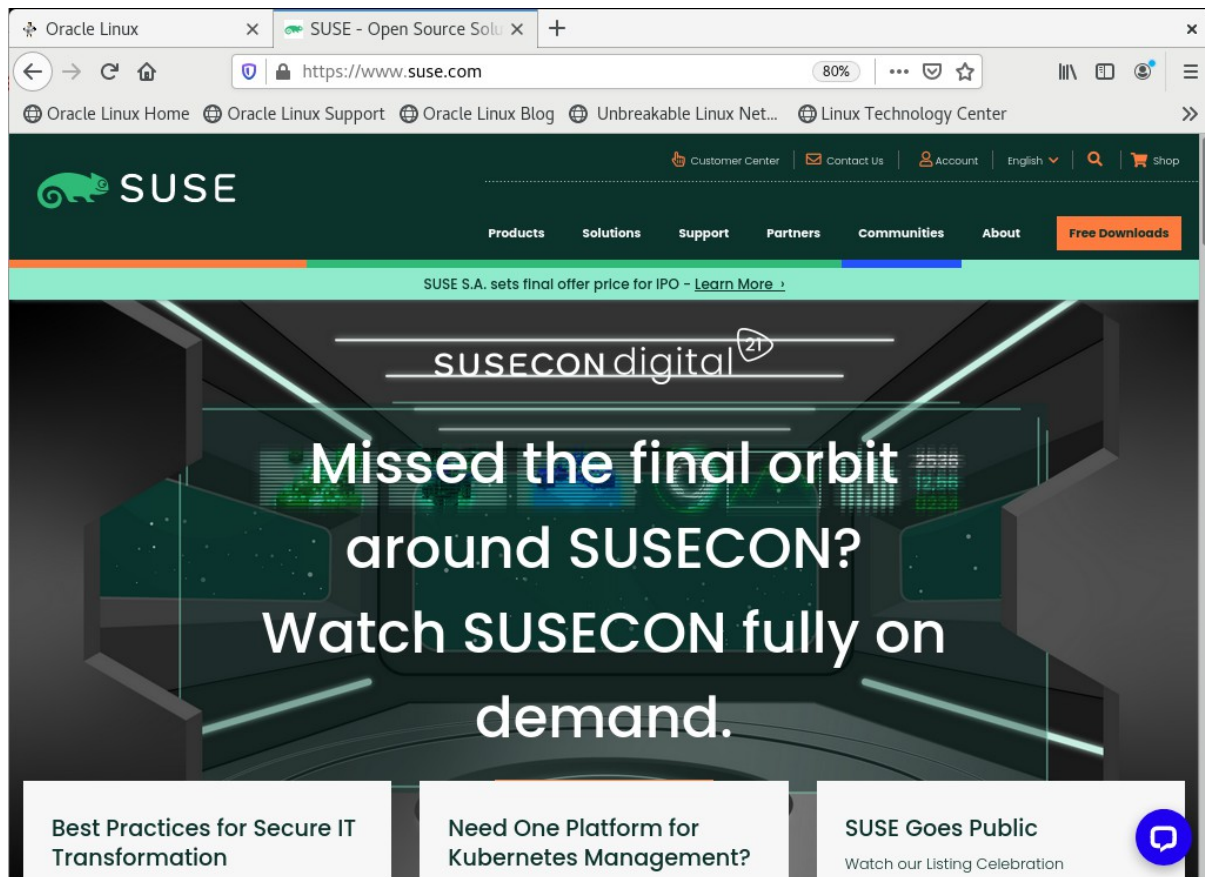 Oracle Linux
SUSE - Open Source Solu
https://www.suse.com
80%
Oracle Linux Home Oracle Linux Support Oracle Linux Blog Unbreakable Linux Net... Linux Technology Center
Customer Center Contact Us Account English Shop
SUSE
Products Solutions Support Partners Communities About Free Downloads
SUSE S.A. sets final offer price for IPO - Learn More ›
SUSECON digital 21
Missed the final orbit
around SUSECON?
Watch SUSECON fully on
demand.
Best Practices for Secure IT
Transformation
Need One Platform for
Kubernetes Management?
SUSE Goes Public
Watch our Listing Celebration